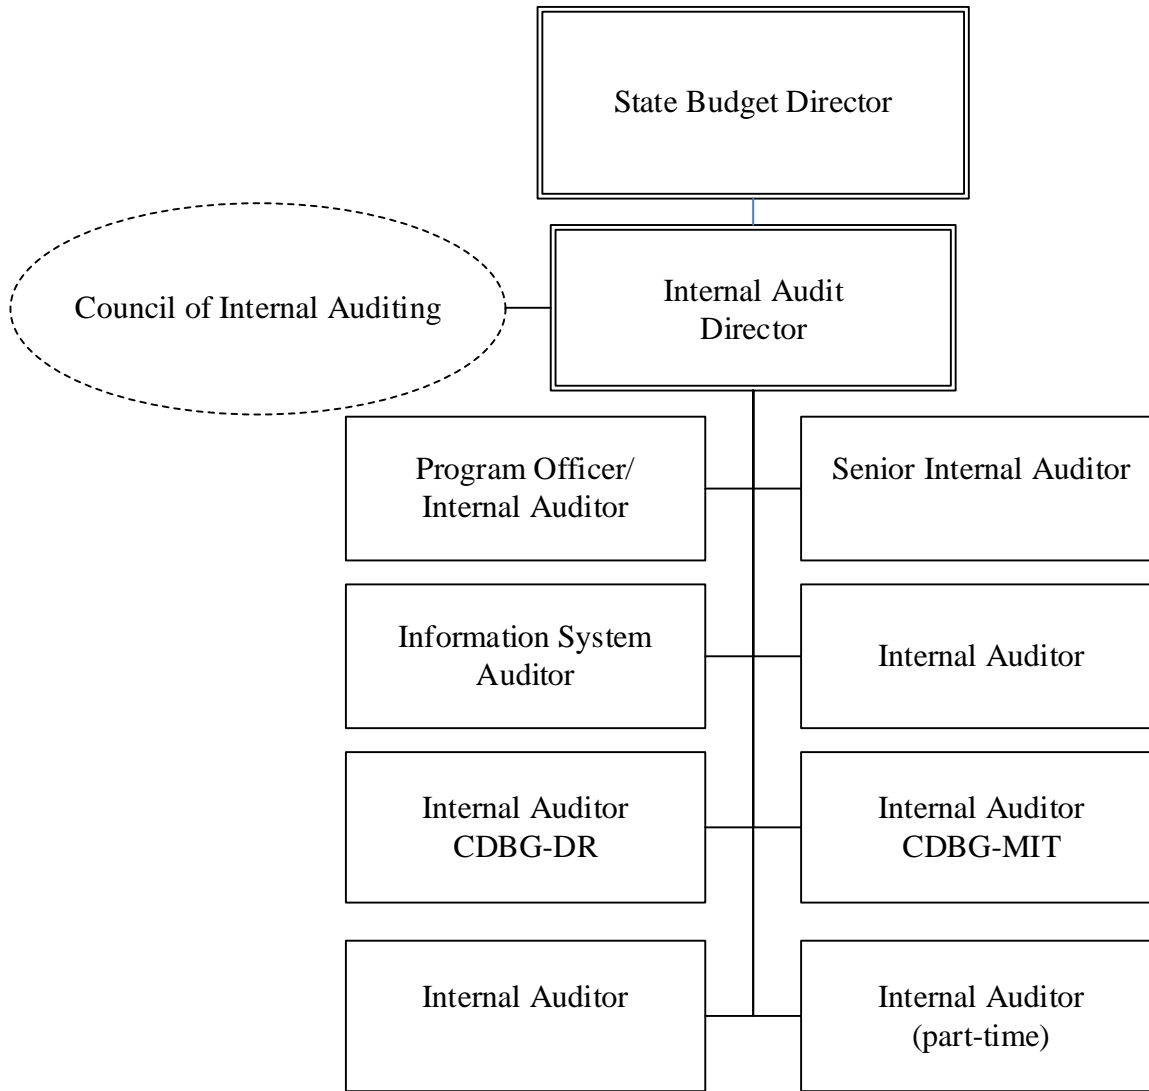 State Budget Director
Council of Internal Auditing
Internal Audit
Director
Program Officer/
Internal Auditor
Senior Internal Auditor
Information System
Auditor
Internal Auditor
Internal Auditor
CDBG-DR
Internal Auditor
CDBG-MIT
Internal Auditor
Internal Auditor
(part-time)